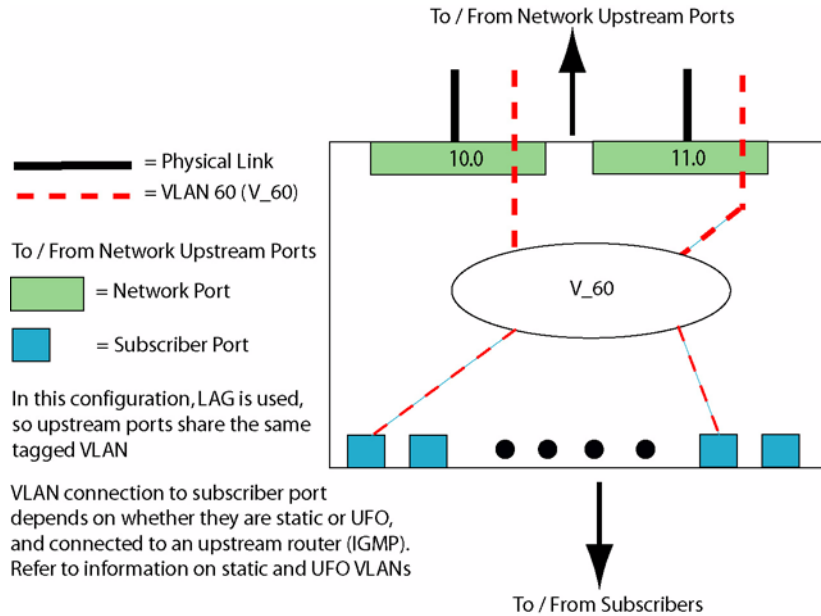 To / From Network Upstream Ports
10.0
11.0
= Physical Link
= VLAN 60 (V_60)
To / From Network Upstream Ports
= Network Port
V_60
= Subscriber Port
In this configuration, LAG is used,
so upstream ports share the same
tagged VLAN
VLAN connection to subscriber port
depends on whether they are static or UFO,
and connected to an upstream router (IGMP).
Refer to information on static and UFO VLANs
To / From Subscribers